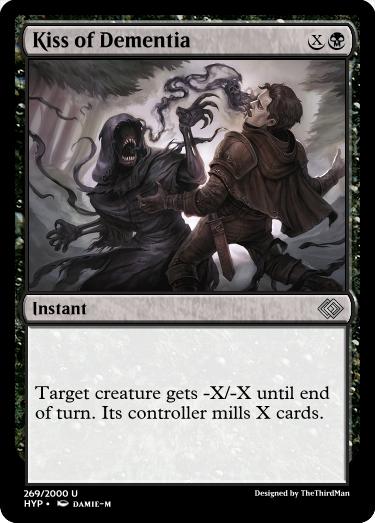 Kiss of Dementia X
Instant
Target creature gets -X/-X until end
of turn. Its controller mills X cards.
269/2000 U
HYP • DAMIE-M
Designed by TheThirdMan